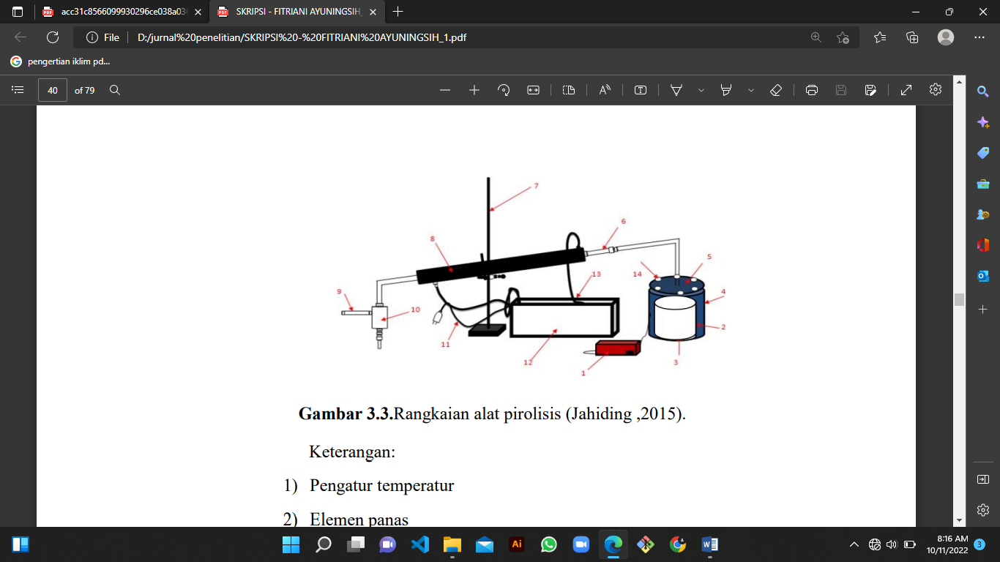 acc31c8566099930296ce038a03
SKRIPSI - FITRIANI AYUNINGSIH_
File
D:/jurnal%20penelitian/SKRIPSI%20-%20FITRIANI%20AYUNINGSIH_1.pdf
pengertian iklim pd...
40 of 79
7
6
8
5
13
14
4
9
10
2
11
12
3
1
Gambar 3.3.Rangkaian alat pirolisis (Jahiding ,2015).
Keterangan:
1) Pengatur temperatur
2) Elemen panas
8:16 AM
10/11/2022
3